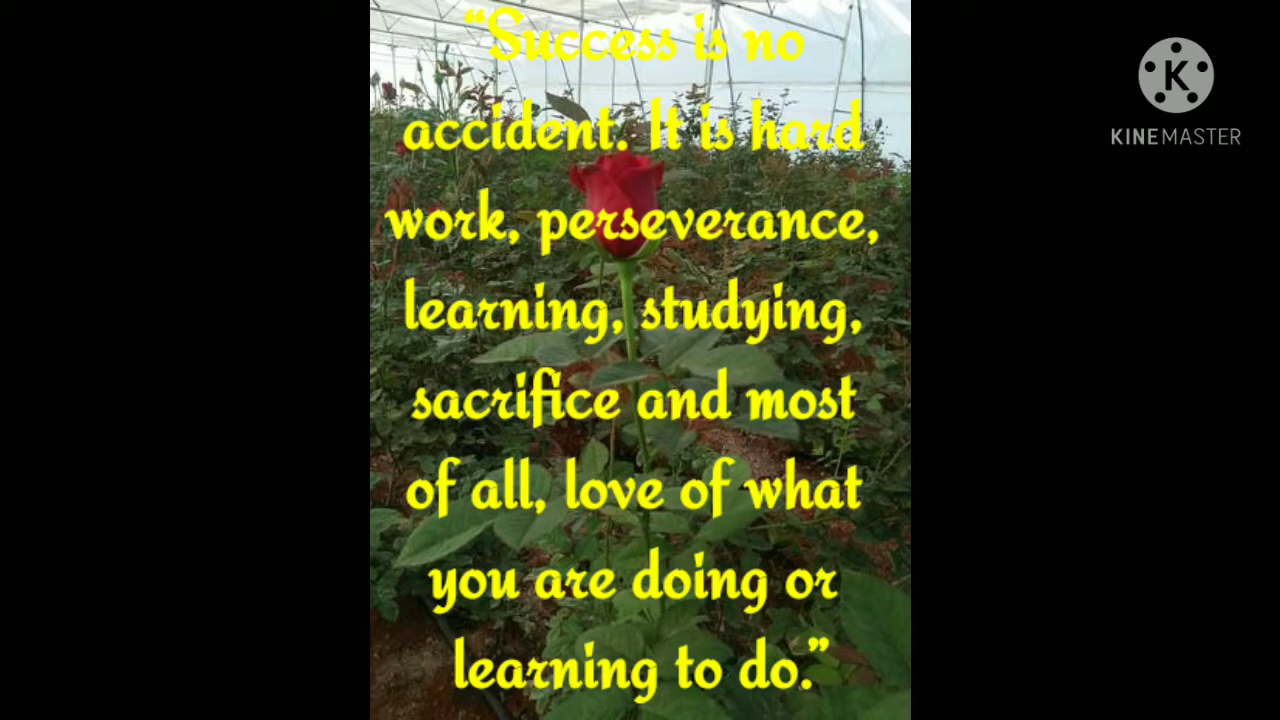 “Success is no
accident. It is hard
work, perseverance,
learning, studying,
sacrifice and most
of all, love of what
you are doing or
learning to do.”
K
KINEMASTER